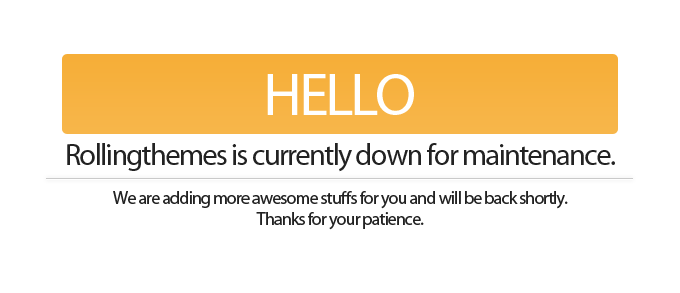 HELLO
Rollingthemes is currently down for maintenance.
We are adding more awesome stuffs for you and will be back shortly.
Thanks for your patience.